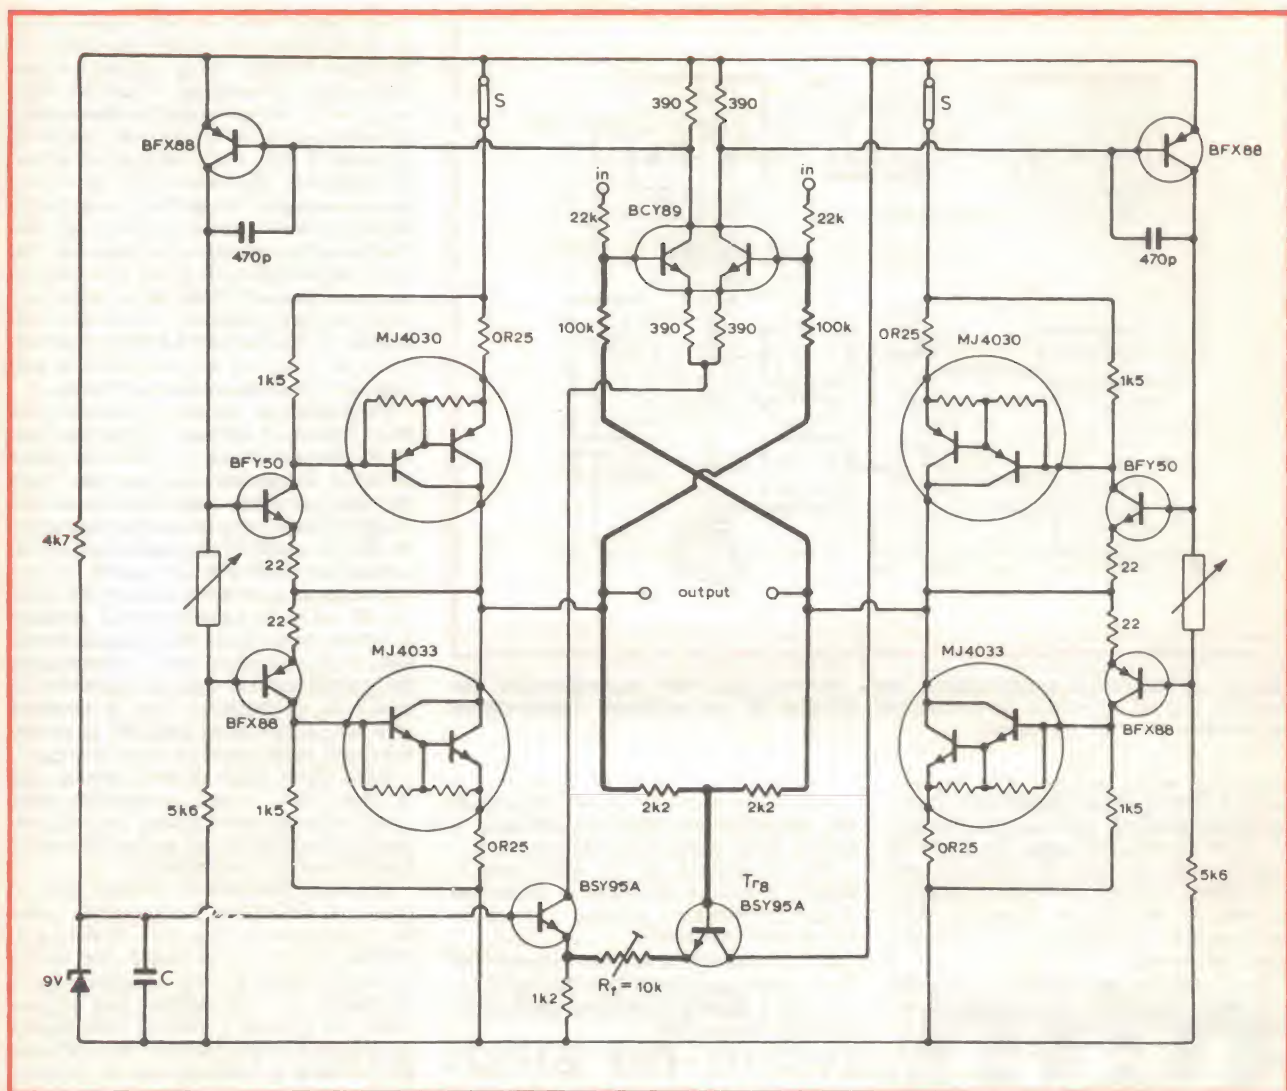 S
390
390
S
BFX88
BFX88
in
in
22k
BCY89
22k
470p
470p
MJ4030
0R25
100k
390
390
100k
0R25
MJ4030
1k5
1k5
BFY50
BFY50
4k7
22
22
output
22
22
MJ4033
MJ4033
BFX88
BFX88
5k6
1k5
2k2
2k2
1k5
0R25
0R25
5k6
BSY95A
Tr8
BSY95A
9V
C
Rf = 10k
1k2